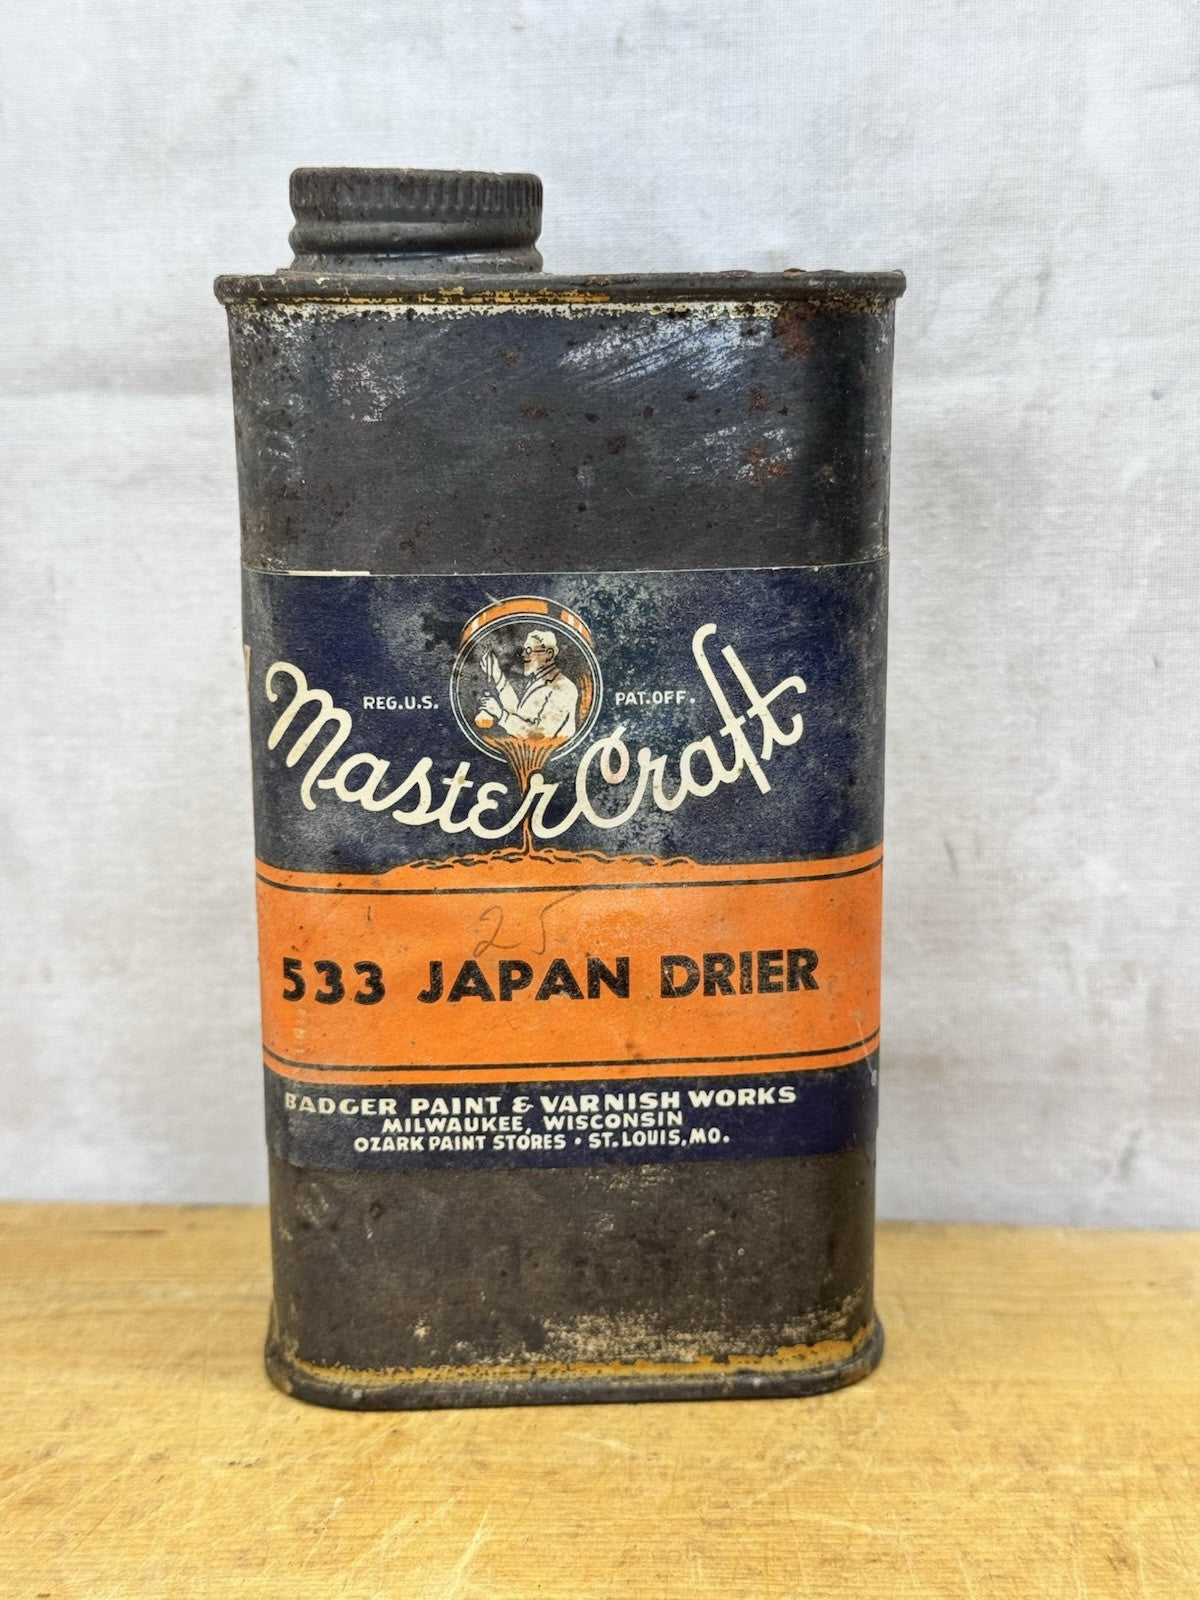 REG.U.S. PAT.OFF.
MasterCraft
25
533 JAPAN DRIER
BADGER PAINT & VARNISH WORKS
MILWAUKEE, WISCONSIN
OZARK PAINT STORES • ST. LOUIS, MO.
8